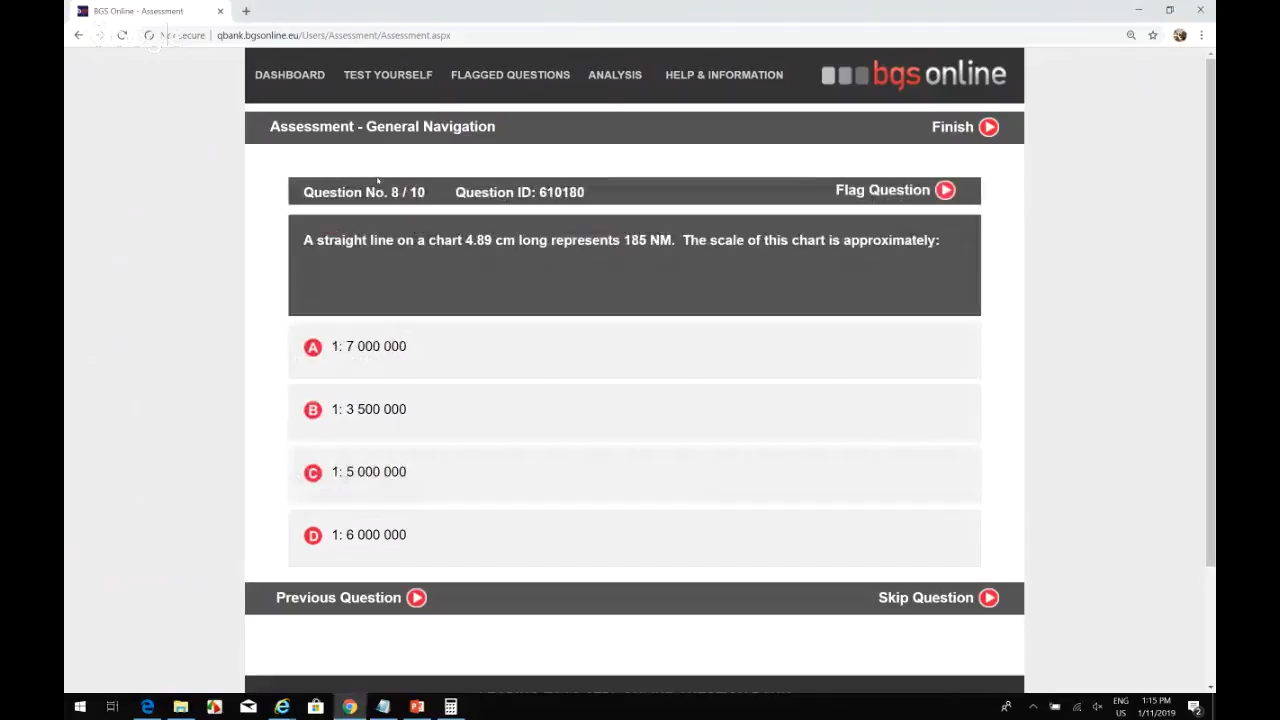 BGS Online - Assessment
qbank.bgsonline.eu/Users/Assessment/Assessment.aspx
DASHBOARD TEST YOURSELF FLAGGED QUESTIONS ANALYSIS HELP & INFORMATION bgs online
Assessment - General Navigation Finish
Question No. 8 / 10 Question ID: 610180 Flag Question
A straight line on a chart 4.89 cm long represents 185 NM. The scale of this chart is approximately:
A 1: 7 000 000
B 1: 3 500 000
C 1: 5 000 000
D 1: 6 000 000
Previous Question Skip Question
ENG 1:15 PM
US 1/11/2019 2